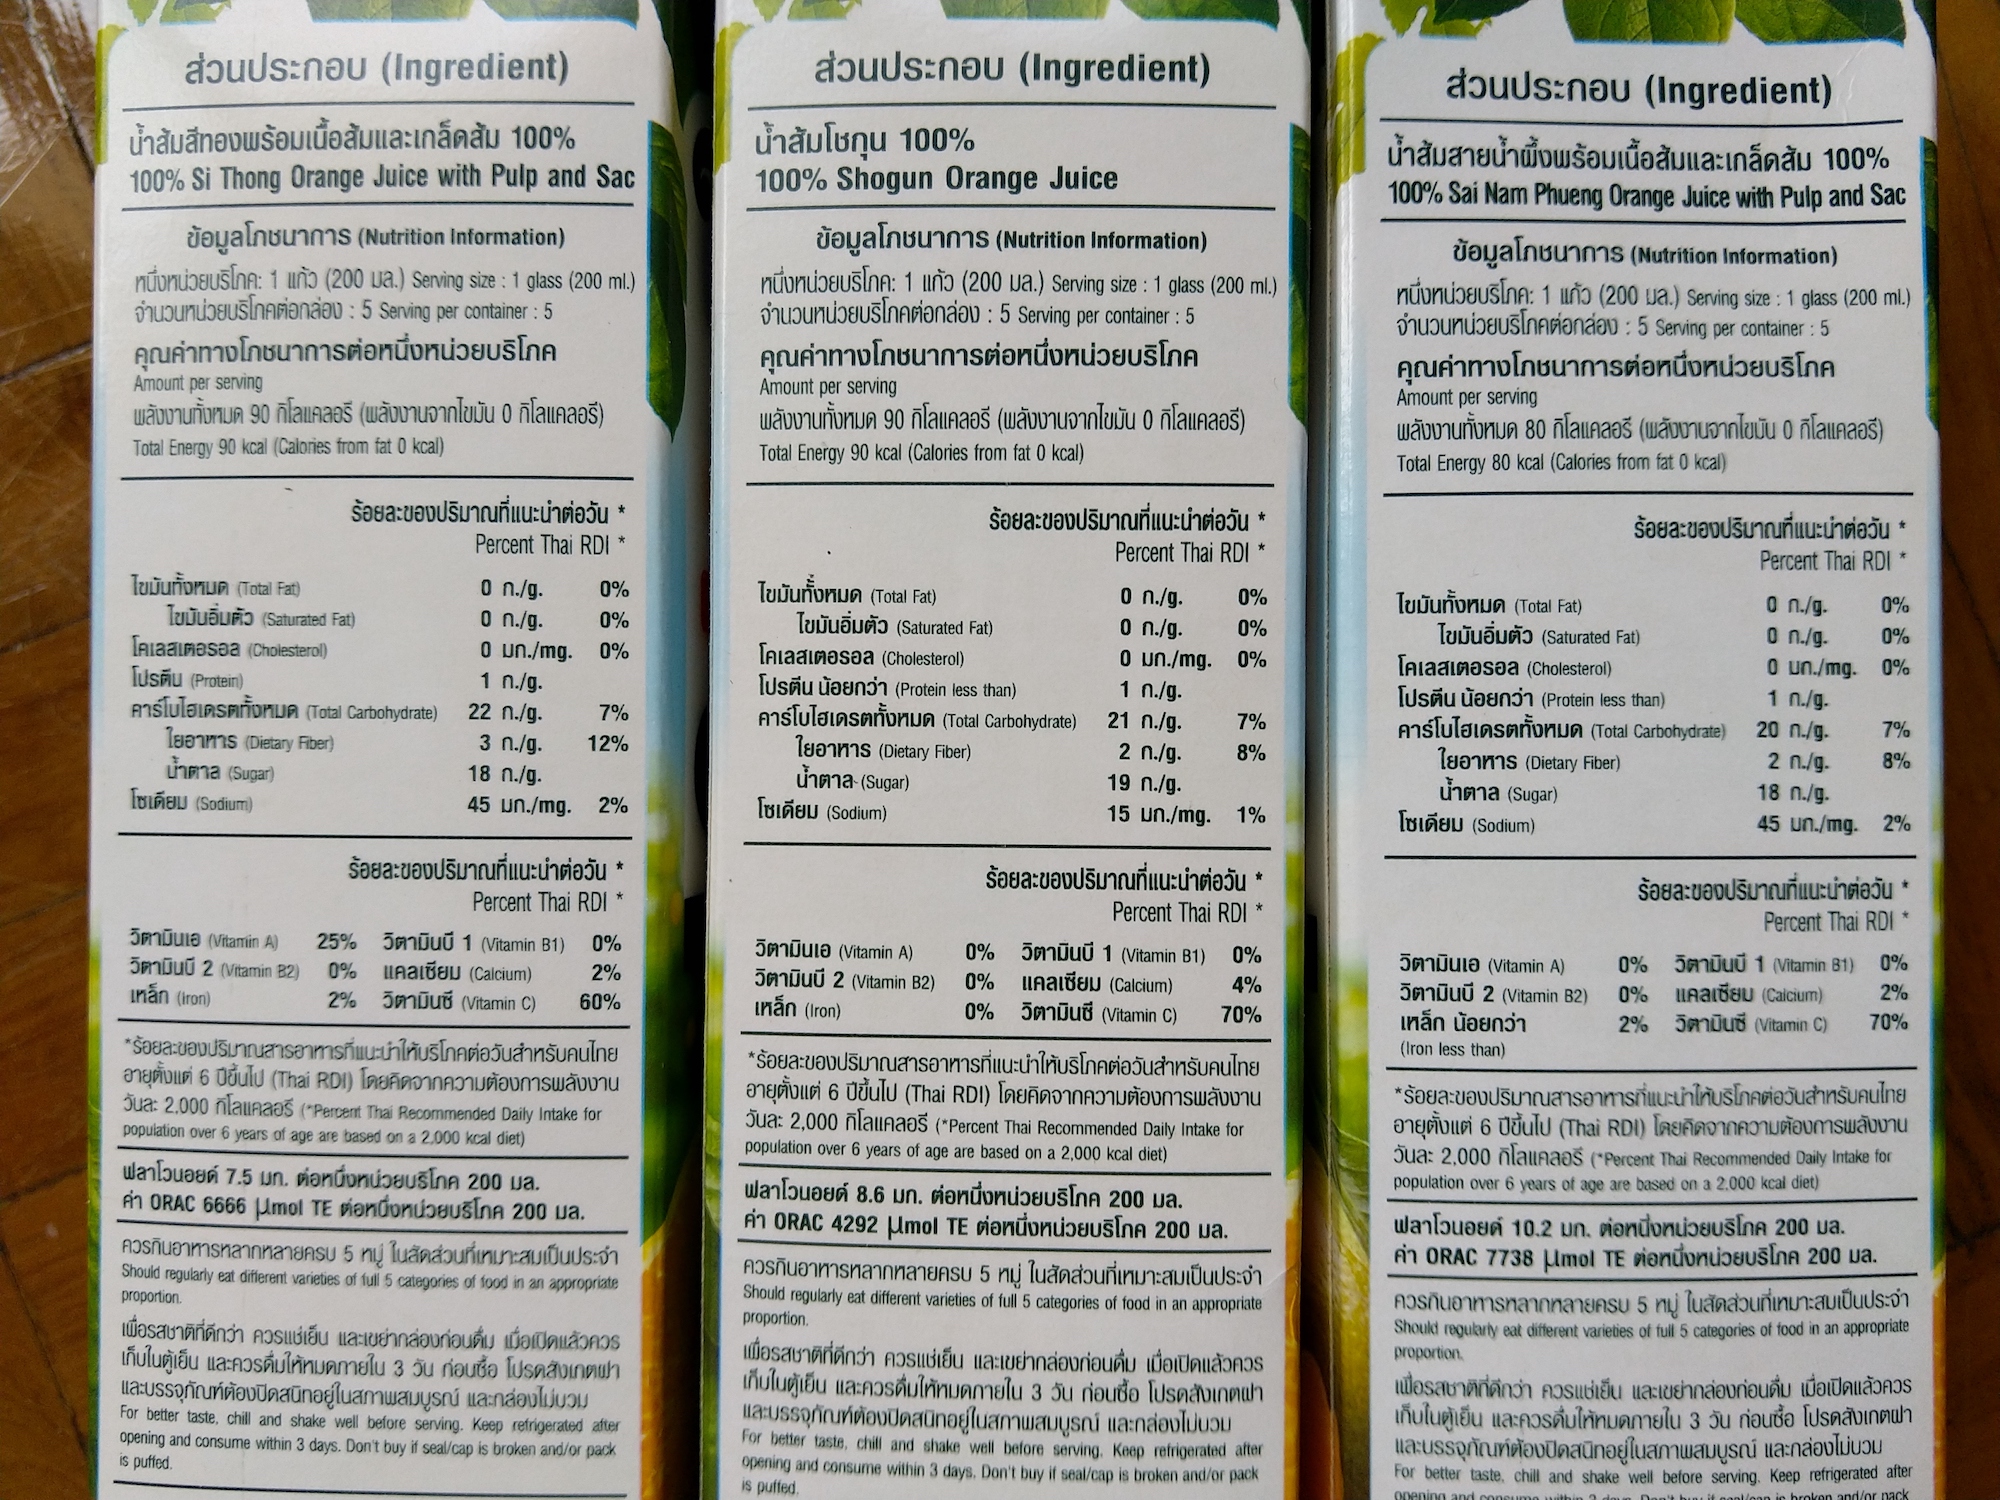 ส่วนประกอบ (Ingredient)
น้ำส้มสีทองพร้อมเนื้อส้มและเกล็ดส้ม 100%
100% Si Thong Orange Juice with Pulp and Sac
ข้อมูลโภชนาการ (Nutrition Information)
หนึ่งหน่วยบริโภค: 1 แก้ว (200 มล.) Serving size : 1 glass (200 ml.)
จำนวนหน่วยบริโภคต่อกล่อง : 5 Serving per container : 5
คุณค่าทางโภชนาการต่อหนึ่งหน่วยบริโภค
Amount per serving
พลังงานทั้งหมด 90 กิโลแคลอรี (พลังงานจากไขมัน 0 กิโลแคลอรี)
Total Energy 90 kcal (Calories from fat 0 kcal)
ร้อยละของปริมาณที่แนะนำต่อวัน *
Percent Thai RDI *
ไขมันทั้งหมด (Total Fat) 0 ก./g. 0%
ไขมันอิ่มตัว (Saturated Fat) 0 ก./g. 0%
โคเลสเตอรอล (Cholesterol) 0 มก./mg. 0%
โปรตีน (Protein) 1 ก./g.
คาร์โบไฮเดรตทั้งหมด (Total Carbohydrate) 22 ก./g. 7%
ใยอาหาร (Dietary Fiber) 3 ก./g. 12%
น้ำตาล (Sugar) 18 ก./g.
โซเดียม (Sodium) 45 มก./mg. 2%
ร้อยละของปริมาณที่แนะนำต่อวัน *
Percent Thai RDI *
วิตามินเอ (Vitamin A) 25% วิตามินบี 1 (Vitamin B1) 0%
วิตามินบี 2 (Vitamin B2) 0% แคลเซียม (Calcium) 2%
เหล็ก (Iron) 2% วิตามินซี (Vitamin C) 60%
*ร้อยละของปริมาณสารอาหารที่แนะนำให้บริโภคต่อวันสำหรับคนไทย
อายุตั้งแต่ 6 ปีขึ้นไป (Thai RDI) โดยคิดจากความต้องการพลังงาน
วันละ 2,000 กิโลแคลอรี (*Percent Thai Recommended Daily Intake for
population over 6 years of age are based on a 2,000 kcal diet)
ฟลาโวนอยด์ 7.5 มก. ต่อหนึ่งหน่วยบริโภค 200 มล.
ค่า ORAC 6666 µmol TE ต่อหนึ่งหน่วยบริโภค 200 มล.
ควรกินอาหารหลากหลายครบ 5 หมู่ ในสัดส่วนที่เหมาะสมเป็นประจำ
Should regularly eat different varieties of full 5 categories of food in an appropriate
proportion.
เพื่อรสชาติที่ดีกว่า ควรแช่เย็น และเขย่ากล่องก่อนดื่ม เมื่อเปิดแล้วควร
เก็บในตู้เย็น และควรดื่มให้หมดภายใน 3 วัน ก่อนซื้อ โปรดสังเกตฝา
และบรรจุภัณฑ์ต้องปิดสนิทอยู่ในสภาพสมบูรณ์ และกล่องไม่บวม
For better taste, chill and shake well before serving. Keep refrigerated after
opening and consume within 3 days. Don't buy if seal/cap is broken and/or pack
is puffed.
ส่วนประกอบ (Ingredient)
น้ำส้มโชกุน 100%
100% Shogun Orange Juice
ข้อมูลโภชนาการ (Nutrition Information)
หนึ่งหน่วยบริโภค: 1 แก้ว (200 มล.) Serving size : 1 glass (200 ml.)
จำนวนหน่วยบริโภคต่อกล่อง : 5 Serving per container : 5
คุณค่าทางโภชนาการต่อหนึ่งหน่วยบริโภค
Amount per serving
พลังงานทั้งหมด 90 กิโลแคลอรี (พลังงานจากไขมัน 0 กิโลแคลอรี)
Total Energy 90 kcal (Calories from fat 0 kcal)
ร้อยละของปริมาณที่แนะนำต่อวัน *
Percent Thai RDI *
ไขมันทั้งหมด (Total Fat) 0 ก./g. 0%
ไขมันอิ่มตัว (Saturated Fat) 0 ก./g. 0%
โคเลสเตอรอล (Cholesterol) 0 มก./mg. 0%
โปรตีน น้อยกว่า (Protein less than) 1 ก./g.
คาร์โบไฮเดรตทั้งหมด (Total Carbohydrate) 21 ก./g. 7%
ใยอาหาร (Dietary Fiber) 2 ก./g. 8%
น้ำตาล (Sugar) 19 ก./g.
โซเดียม (Sodium) 15 มก./mg. 1%
ร้อยละของปริมาณที่แนะนำต่อวัน *
Percent Thai RDI *
วิตามินเอ (Vitamin A) 0% วิตามินบี 1 (Vitamin B1) 0%
วิตามินบี 2 (Vitamin B2) 0% แคลเซียม (Calcium) 4%
เหล็ก (Iron) 0% วิตามินซี (Vitamin C) 70%
*ร้อยละของปริมาณสารอาหารที่แนะนำให้บริโภคต่อวันสำหรับคนไทย
อายุตั้งแต่ 6 ปีขึ้นไป (Thai RDI) โดยคิดจากความต้องการพลังงาน
วันละ 2,000 กิโลแคลอรี (*Percent Thai Recommended Daily Intake for
population over 6 years of age are based on a 2,000 kcal diet)
ฟลาโวนอยด์ 8.6 มก. ต่อหนึ่งหน่วยบริโภค 200 มล.
ค่า ORAC 4292 µmol TE ต่อหนึ่งหน่วยบริโภค 200 มล.
ควรกินอาหารหลากหลายครบ 5 หมู่ ในสัดส่วนที่เหมาะสมเป็นประจำ
Should regularly eat different varieties of full 5 categories of food in an appropriate
proportion.
เพื่อรสชาติที่ดีกว่า ควรแช่เย็น และเขย่ากล่องก่อนดื่ม เมื่อเปิดแล้วควร
เก็บในตู้เย็น และควรดื่มให้หมดภายใน 3 วัน ก่อนซื้อ โปรดสังเกตฝา
และบรรจุภัณฑ์ต้องปิดสนิทอยู่ในสภาพสมบูรณ์ และกล่องไม่บวม
For better taste, chill and shake well before serving. Keep refrigerated after
opening and consume within 3 days. Don't buy if seal/cap is broken and/or pack
is puffed.
ส่วนประกอบ (Ingredient)
น้ำส้มสายน้ำผึ้งพร้อมเนื้อส้มและเกล็ดส้ม 100%
100% Sai Nam Phueng Orange Juice with Pulp and Sac
ข้อมูลโภชนาการ (Nutrition Information)
หนึ่งหน่วยบริโภค: 1 แก้ว (200 มล.) Serving size : 1 glass (200 ml.)
จำนวนหน่วยบริโภคต่อกล่อง : 5 Serving per container : 5
คุณค่าทางโภชนาการต่อหนึ่งหน่วยบริโภค
Amount per serving
พลังงานทั้งหมด 80 กิโลแคลอรี (พลังงานจากไขมัน 0 กิโลแคลอรี)
Total Energy 80 kcal (Calories from fat 0 kcal)
ร้อยละของปริมาณที่แนะนำต่อวัน *
Percent Thai RDI *
ไขมันทั้งหมด (Total Fat) 0 ก./g. 0%
ไขมันอิ่มตัว (Saturated Fat) 0 ก./g. 0%
โคเลสเตอรอล (Cholesterol) 0 มก./mg. 0%
โปรตีน น้อยกว่า (Protein less than) 1 ก./g.
คาร์โบไฮเดรตทั้งหมด (Total Carbohydrate) 20 ก./g. 7%
ใยอาหาร (Dietary Fiber) 2 ก./g. 8%
น้ำตาล (Sugar) 18 ก./g.
โซเดียม (Sodium) 45 มก./mg. 2%
ร้อยละของปริมาณที่แนะนำต่อวัน *
Percent Thai RDI *
วิตามินเอ (Vitamin A) 0% วิตามินบี 1 (Vitamin B1) 0%
วิตามินบี 2 (Vitamin B2) 0% แคลเซียม (Calcium) 2%
เหล็ก น้อยกว่า 2% วิตามินซี (Vitamin C) 70%
(Iron less than)
*ร้อยละของปริมาณสารอาหารที่แนะนำให้บริโภคต่อวันสำหรับคนไทย
อายุตั้งแต่ 6 ปีขึ้นไป (Thai RDI) โดยคิดจากความต้องการพลังงาน
วันละ 2,000 กิโลแคลอรี (*Percent Thai Recommended Daily Intake for
population over 6 years of age are based on a 2,000 kcal diet)
ฟลาโวนอยด์ 10.2 มก. ต่อหนึ่งหน่วยบริโภค 200 มล.
ค่า ORAC 7738 µmol TE ต่อหนึ่งหน่วยบริโภค 200 มล.
ควรกินอาหารหลากหลายครบ 5 หมู่ ในสัดส่วนที่เหมาะสมเป็นประจำ
Should regularly eat different varieties of full 5 categories of food in an appropriate
proportion.
เพื่อรสชาติที่ดีกว่า ควรแช่เย็น และเขย่ากล่องก่อนดื่ม เมื่อเปิดแล้วควร
เก็บในตู้เย็น และควรดื่มให้หมดภายใน 3 วัน ก่อนซื้อ โปรดสังเกตฝา
และบรรจุภัณฑ์ต้องปิดสนิทอยู่ในสภาพสมบูรณ์ และกล่องไม่บวม
For better taste, chill and shake well before serving. Keep refrigerated after
opening and consume within 3 days. Don't buy if seal/cap is broken and/or pack